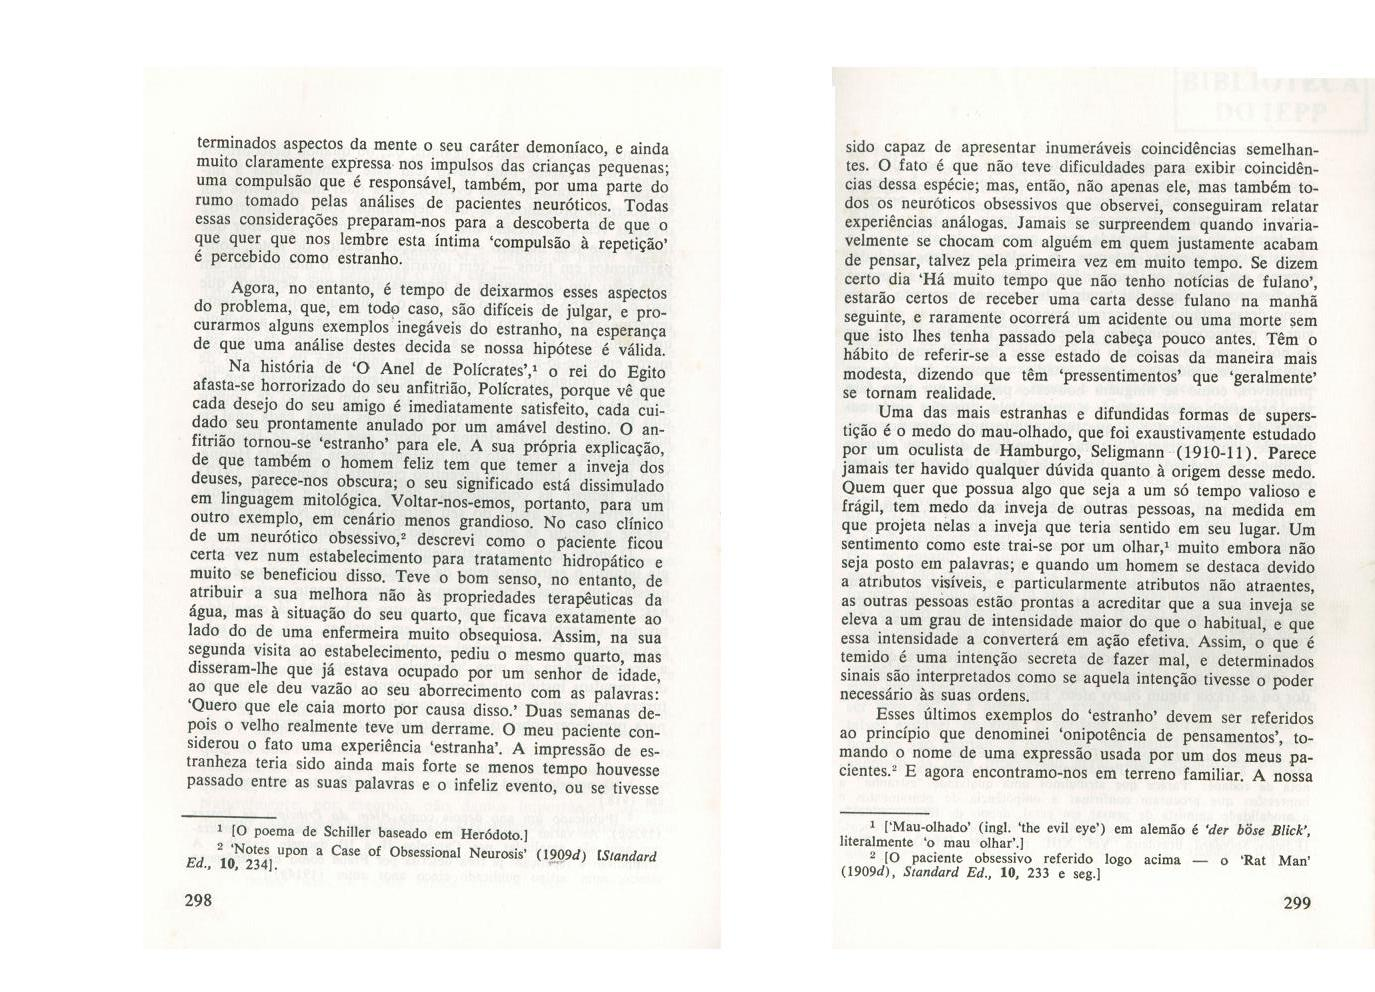 terminados aspectos da mente o seu caráter demoníaco, e ainda
muito claramente expressa nos impulsos das crianças pequenas;
uma compulsão que é responsável, também, por uma parte do
rumo tomado pelas análises de pacientes neuróticos. Todas
essas considerações preparam-nos para a descoberta de que o
que quer que nos lembre esta íntima ‘compulsão à repetição’
é percebido como estranho.
Agora, no entanto, é tempo de deixarmos esses aspectos
do problema, que, em todo caso, são difíceis de julgar, e pro-
curarmos alguns exemplos inegáveis do estranho, na esperança
de que uma análise destes decida se nossa hipótese é válida.
Na história de ‘O Anel de Polícrates’,¹ o rei do Egito
afasta-se horrorizado do seu anfitrião, Polícrates, porque vê que
cada desejo do seu amigo é imediatamente satisfeito, cada cui-
dado seu prontamente anulado por um amável destino. O an-
fitrião tornou-se ‘estranho’ para ele. A sua própria explicação,
de que também o homem feliz tem que temer a inveja dos
deuses, parece-nos obscura; o seu significado está dissimulado
em linguagem mitológica. Voltar-nos-emos, portanto, para um
outro exemplo, em cenário menos grandioso. No caso clínico
de um neurótico obsessivo,² descrevi como o paciente ficou
certa vez num estabelecimento para tratamento hidropático e
muito se beneficiou disso. Teve o bom senso, no entanto, de
atribuir a sua melhora não às propriedades terapêuticas da
água, mas à situação do seu quarto, que ficava exatamente ao
lado do de uma enfermeira muito obsequiosa. Assim, na sua
segunda visita ao estabelecimento, pediu o mesmo quarto, mas
disseram-lhe que já estava ocupado por um senhor de idade,
ao que ele deu vazão ao seu aborrecimento com as palavras:
‘Quero que ele caia morto por causa disso.’ Duas semanas de-
pois o velho realmente teve um derrame. O meu paciente con-
siderou o fato uma experiência ‘estranha’. A impressão de es-
tranheza teria sido ainda mais forte se menos tempo houvesse
passado entre as suas palavras e o infeliz evento, ou se tivesse
¹ [O poema de Schiller baseado em Heródoto.]
² ‘Notes upon a Case of Obsessional Neurosis’ (1909d) [Standard
Ed., 10, 234].
298
BIBLIOTECA
DO IEPP
sido capaz de apresentar inumeráveis coincidências semelhan-
tes. O fato é que não teve dificuldades para exibir coincidên-
cias dessa espécie; mas, então, não apenas ele, mas também to-
dos os neuróticos obsessivos que observei, conseguiram relatar
experiências análogas. Jamais se surpreendem quando invaria-
velmente se chocam com alguém em quem justamente acabam
de pensar, talvez pela primeira vez em muito tempo. Se dizem
certo dia ‘Há muito tempo que não tenho notícias de fulano’,
estarão certos de receber uma carta desse fulano na manhã
seguinte, e raramente ocorrerá um acidente ou uma morte sem
que isto lhes tenha passado pela cabeça pouco antes. Têm o
hábito de referir-se a esse estado de coisas da maneira mais
modesta, dizendo que têm ‘pressentimentos’ que ‘geralmente’
se tornam realidade.
Uma das mais estranhas e difundidas formas de supers-
tição é o medo do mau-olhado, que foi exaustivamente estudado
por um oculista de Hamburgo, Seligmann (1910-11). Parece
jamais ter havido qualquer dúvida quanto à origem desse medo.
Quem quer que possua algo que seja a um só tempo valioso e
frágil, tem medo da inveja de outras pessoas, na medida em
que projeta nelas a inveja que teria sentido em seu lugar. Um
sentimento como este trai-se por um olhar,¹ muito embora não
seja posto em palavras; e quando um homem se destaca devido
a atributos visíveis, e particularmente atributos não atraentes,
as outras pessoas estão prontas a acreditar que a sua inveja se
eleva a um grau de intensidade maior do que o habitual, e que
essa intensidade a converterá em ação efetiva. Assim, o que é
temido é uma intenção secreta de fazer mal, e determinados
sinais são interpretados como se aquela intenção tivesse o poder
necessário às suas ordens.
Esses últimos exemplos do ‘estranho’ devem ser referidos
ao princípio que denominei ‘onipotência de pensamentos’, to-
mando o nome de uma expressão usada por um dos meus pa-
cientes.² E agora encontramo-nos em terreno familiar. A nossa
¹ [‘Mau-olhado’ (ingl. ‘the evil eye’) em alemão é ‘der böse Blick’,
literalmente ‘o mau olhar’.]
² [O paciente obsessivo referido logo acima — o ‘Rat Man’
(1909d), Standard Ed., 10, 233 e seg.]
299